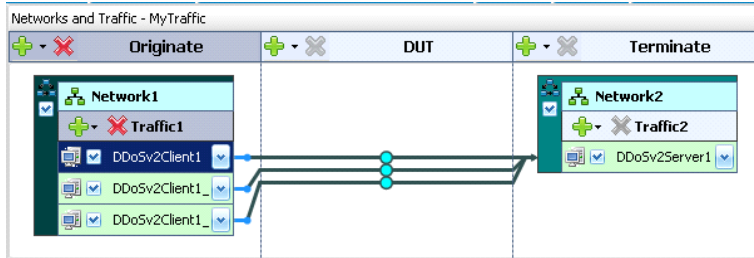 Networks and Traffic - MyTraffic
Originate DUT Terminate
Network1 Network2
Traffic1 Traffic2
DDoSv2Client1 DDoSv2Server1
DDoSv2Client1_
DDoSv2Client1_